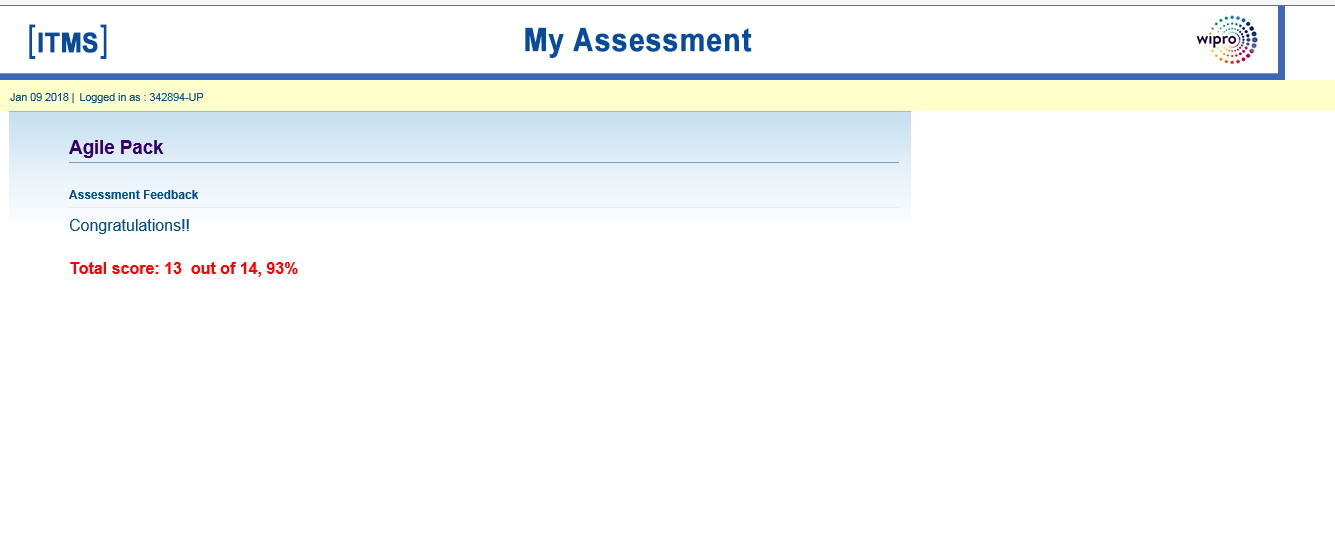 [ITMS]
My Assessment
wipro
Jan 09 2018 | Logged in as : 342894-UP
Agile Pack
Assessment Feedback
Congratulations!!
Total score: 13 out of 14, 93%